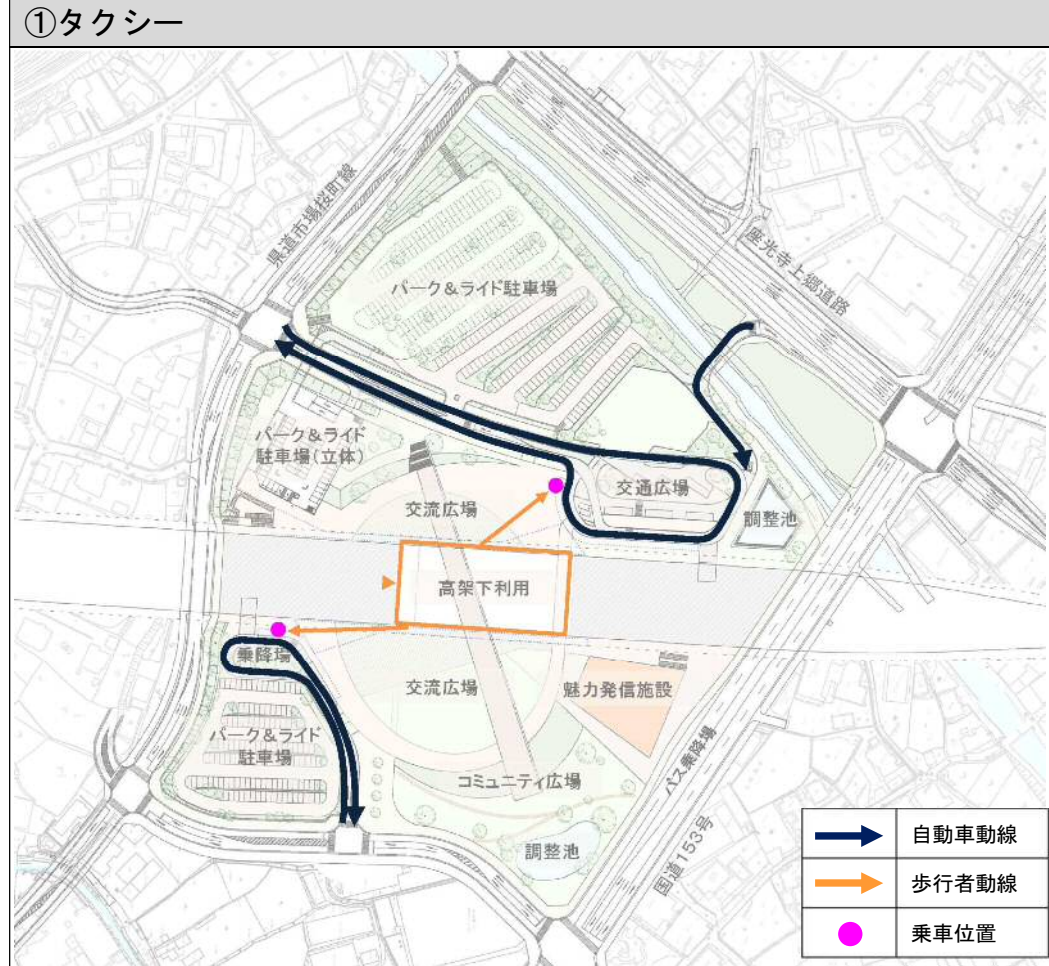 ①タクシー
県道市場桜町線
座光寺上郷道路
パーク&ライド駐車場
パーク&ライド
駐車場(立体)
交流広場
交通広場
調整池
高架下利用
乗降場
交流広場
魅力発信施設
パーク&ライド
駐車場
コミュニティ広場
バス乗降場
国道153号
調整池
自動車動線
歩行者動線
乗車位置